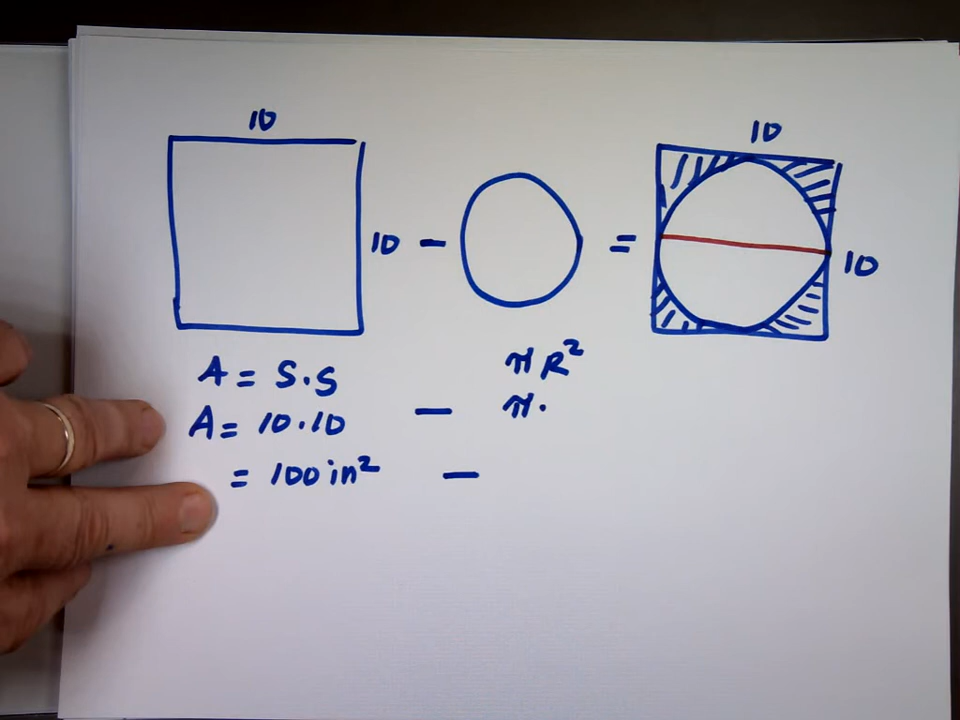 10
10
10 - =
10
A = S.S πR²
A = 10.10 - π.
= 100 in² -